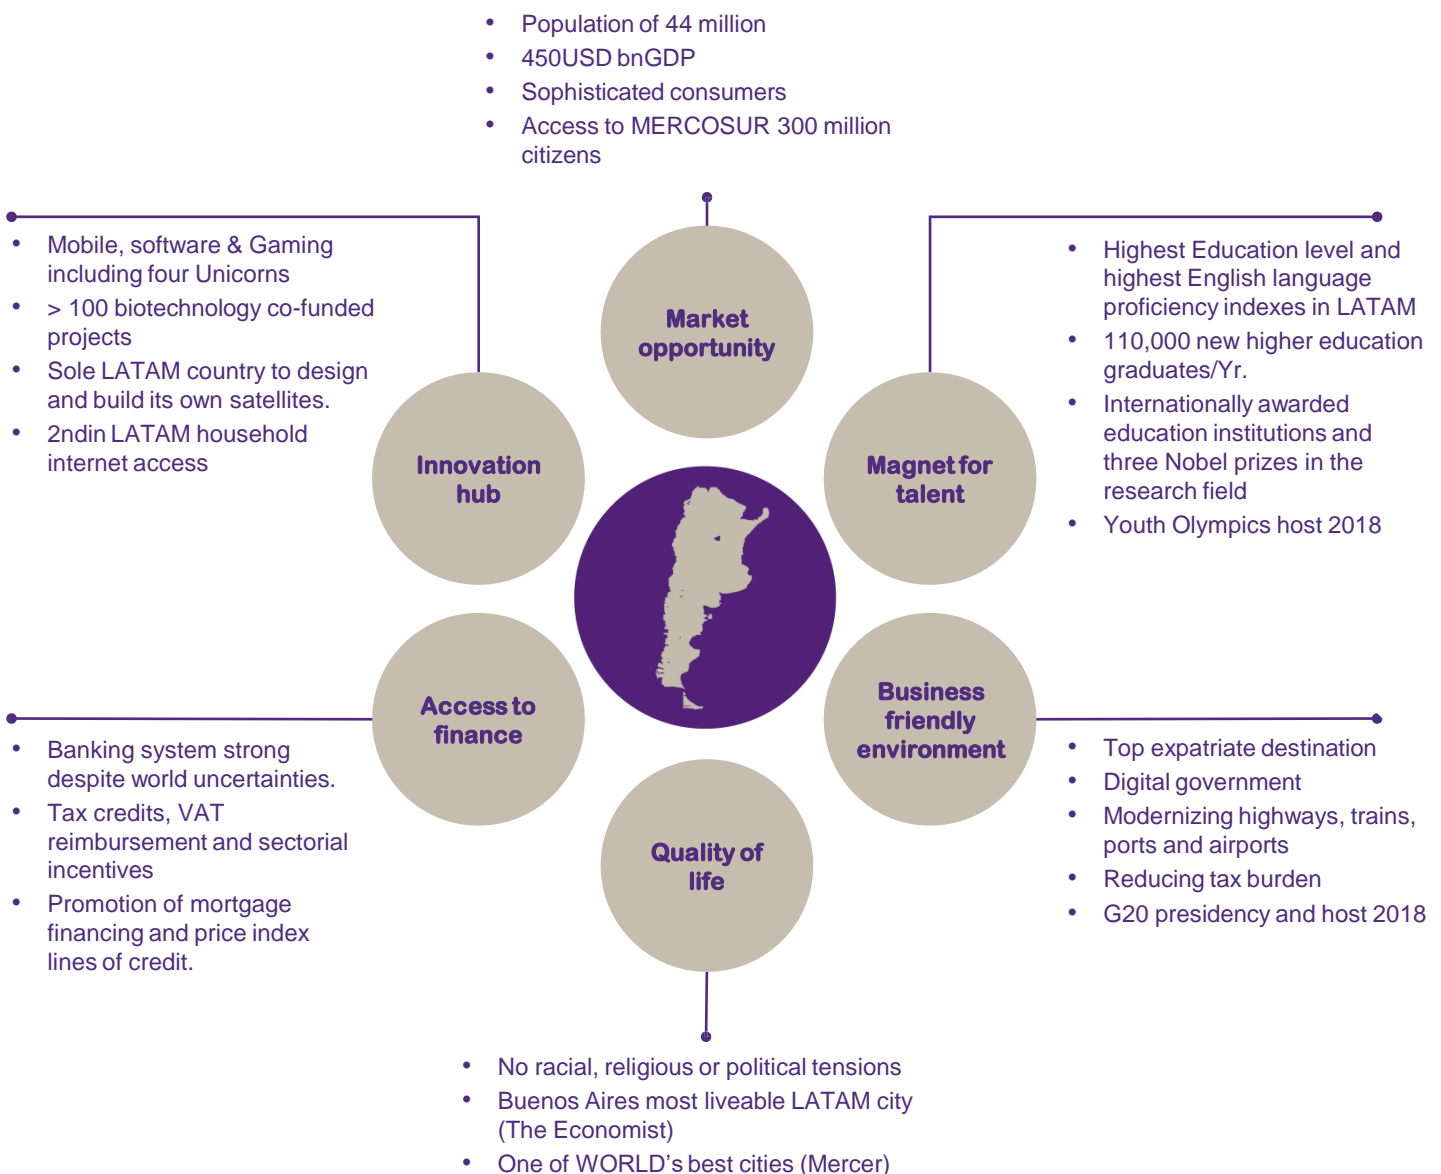 • Population of 44 million
• 450USD bnGDP
• Sophisticated consumers
• Access to MERCOSUR 300 million
citizens
• Mobile, software & Gaming
including four Unicorns
• > 100 biotechnology co-funded
projects
• Sole LATAM country to design
and build its own satellites.
• 2ndin LATAM household
internet access
Market
opportunity
• Highest Education level and
highest English language
proficiency indexes in LATAM
• 110,000 new higher education
graduates/Yr.
• Internationally awarded
education institutions and
three Nobel prizes in the
research field
• Youth Olympics host 2018
Innovation
hub
Magnet for
talent
Access to
finance
Business
friendly
environment
• Banking system strong
despite world uncertainties.
• Tax credits, VAT
reimbursement and sectorial
incentives
• Promotion of mortgage
financing and price index
lines of credit.
Quality of
life
• Top expatriate destination
• Digital government
• Modernizing highways, trains,
ports and airports
• Reducing tax burden
• G20 presidency and host 2018
• No racial, religious or political tensions
• Buenos Aires most liveable LATAM city
(The Economist)
• One of WORLD's best cities (Mercer)